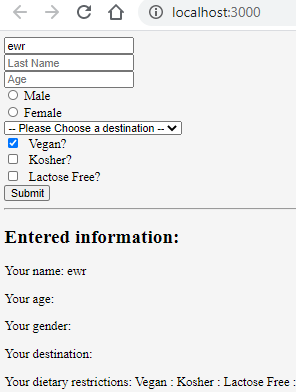 localhost:3000
ewr
Last Name
Age
Male
Female
-- Please Choose a destination --
Vegan?
Kosher?
Lactose Free?
Submit
Entered information:
Your name: ewr
Your age:
Your gender:
Your destination:
Your dietary restrictions: Vegan : Kosher : Lactose Free :